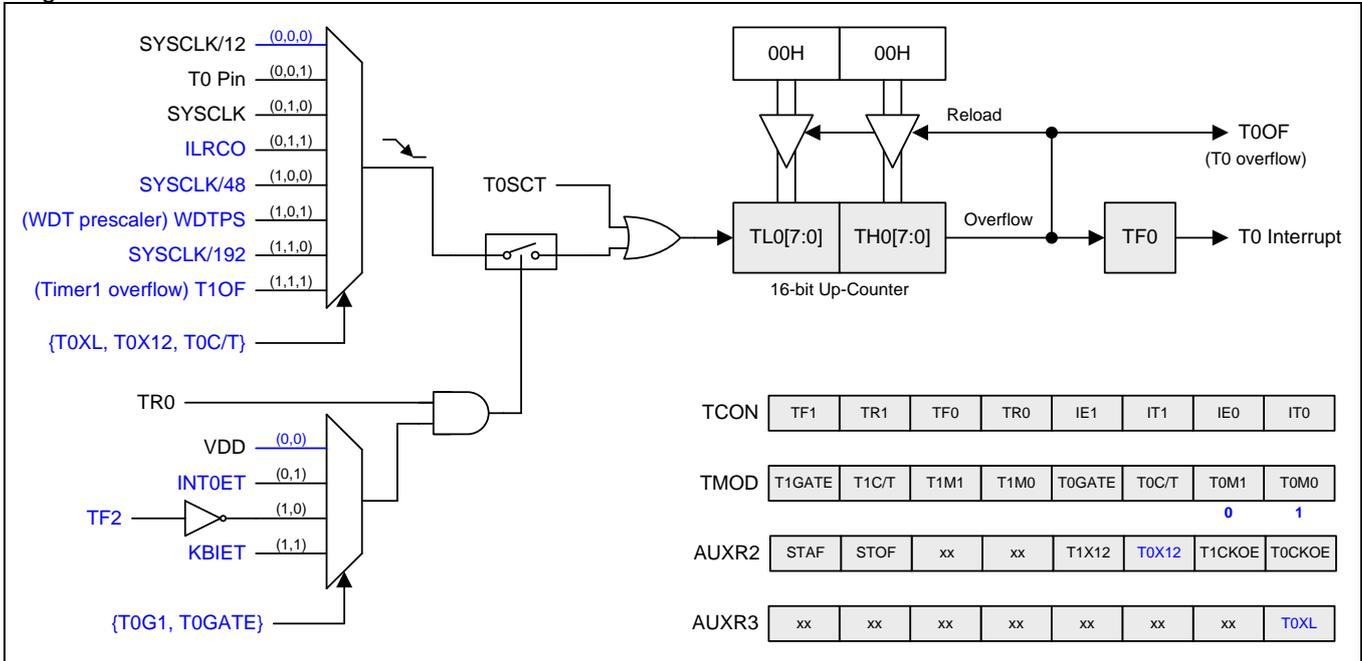 SYSCLK/12 (0,0,0)
T0 Pin (0,0,1)
SYSCLK (0,1,0)
ILRCO (0,1,1)
SYSCLK/48 (1,0,0)
(WDT prescaler) WDTPS (1,0,1)
SYSCLK/192 (1,1,0)
(Timer1 overflow) T1OF (1,1,1)
{T0XL, T0X12, T0C/T}
T0SCT
00H 00H
Reload
T0OF
(T0 overflow)
TL0[7:0] TH0[7:0]
Overflow
TF0
T0 Interrupt
16-bit Up-Counter
TR0
VDD (0,0)
INT0ET (0,1)
TF2 (1,0)
KBIET (1,1)
{T0G1, T0GATE}
TCON TF1 TR1 TF0 TR0 IE1 IT1 IE0 IT0
TMOD T1GATE T1C/T T1M1 T1M0 T0GATE T0C/T T0M1 T0M0
0 1
AUXR2 STAF STOF xx xx T1X12 T0X12 T1CKOE T0CKOE
AUXR3 xx xx xx xx xx xx xx T0XL